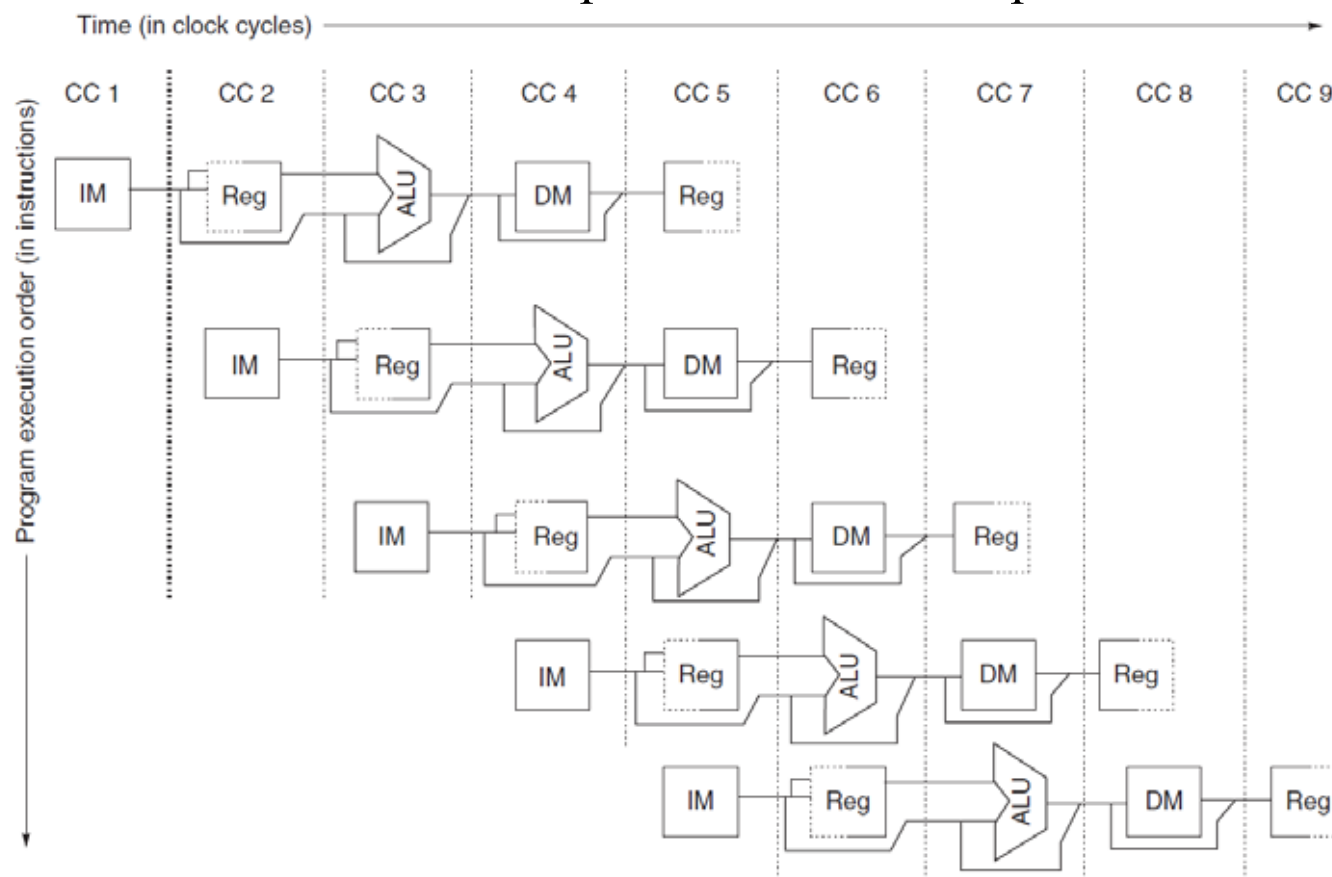 Time (in clock cycles)
CC 1 CC 2 CC 3 CC 4 CC 5 CC 6 CC 7 CC 8 CC 9
Program execution order (in instructions)
IM Reg ALU DM Reg
IM Reg ALU DM Reg
IM Reg ALU DM Reg
IM Reg ALU DM Reg
IM Reg ALU DM Reg